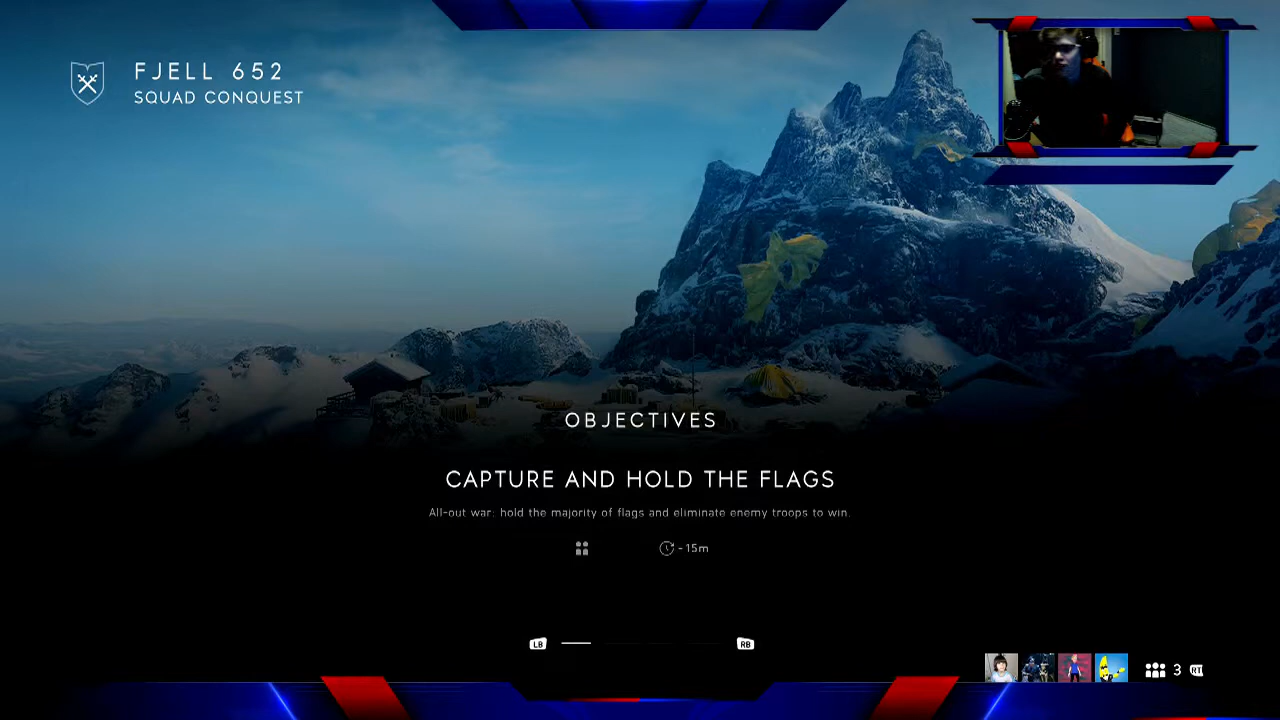 FJELL 652
SQUAD CONQUEST
OBJECTIVES
CAPTURE AND HOLD THE FLAGS
All-out war: hold the majority of flags and eliminate enemy troops to win.
~15m
LB
RB
3
RT